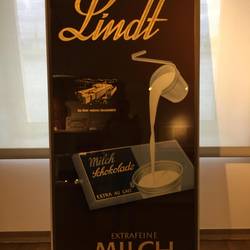 Lindt
Milch
Schokolade
EXTRA AU LAIT
EXTRAFEINE
MILCH